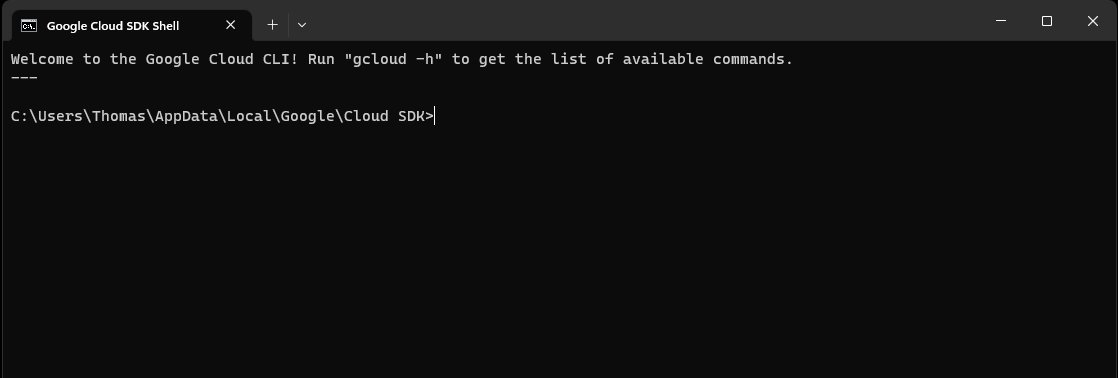 Google Cloud SDK Shell
Welcome to the Google Cloud CLI! Run "gcloud -h" to get the list of available commands.
---
C:\Users\Thomas\AppData\Local\Google\Cloud SDK>